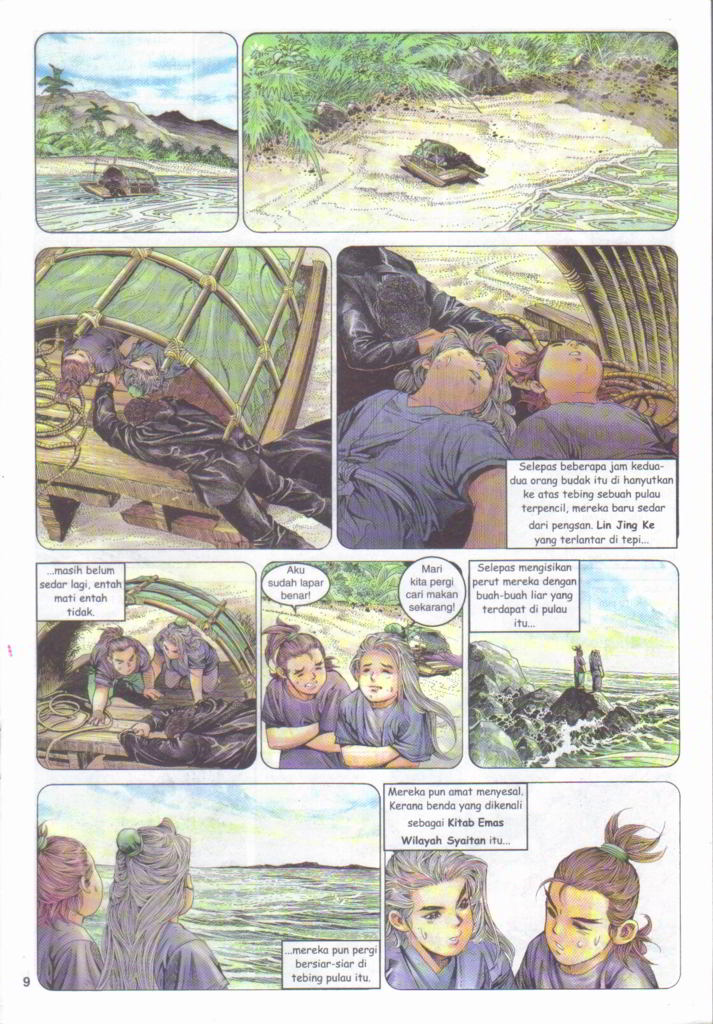 Selepas beberapa jam kedua-
dua orang budak itu di hanyutkan
ke atas tebing sebuah pulau
terpencil, mereka baru sedar
dari pengsan. Lin Jing Ke
yang terlantar di tepi...
...masih belum
sedar lagi, entah
mati entah
tidak.
Aku
sudah lapar
benar!
Mari
kita pergi
cari makan
sekarang!
Selepas mengisikan
perut mereka dengan
buah-buah liar yang
terdapat di pulau
itu...
...mereka pun pergi
bersiar-siar di
tebing pulau itu.
Mereka pun amat menyesal.
Kerana benda yang dikenali
sebagai Kitab Emas
Wilayah Syaitan itu...
9